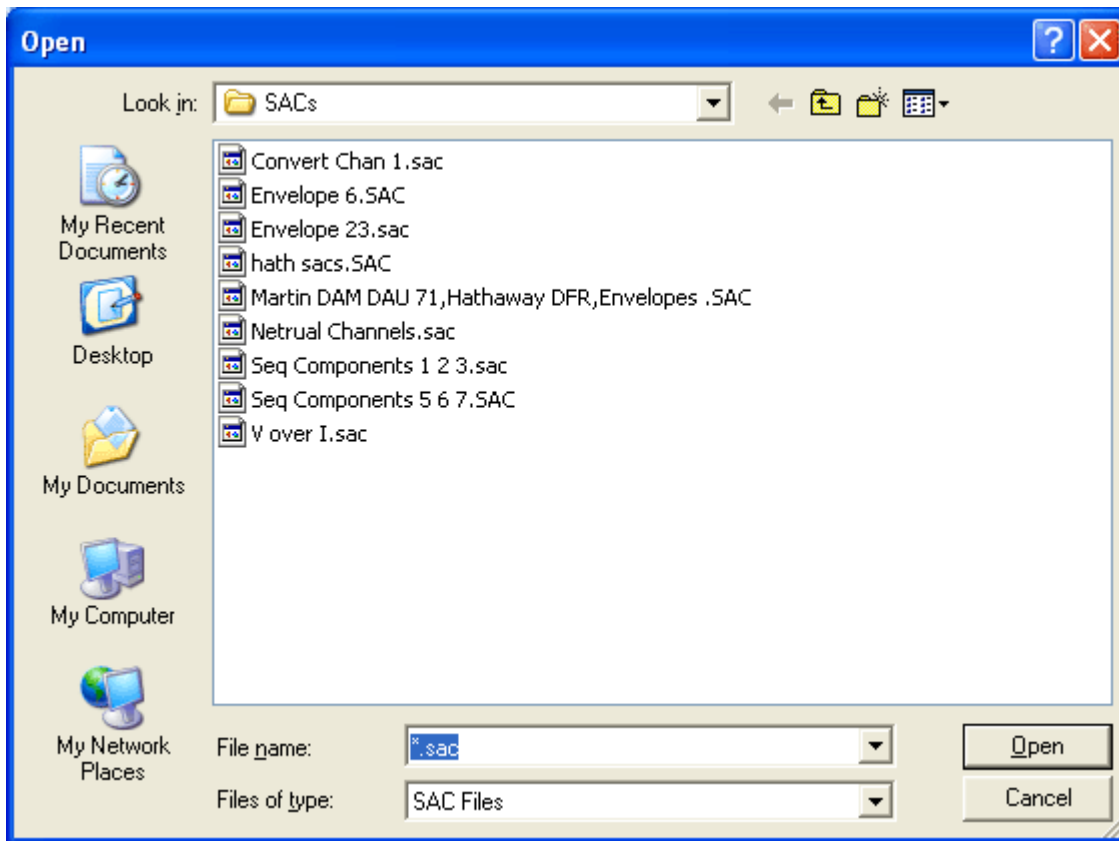 Open
Look in:
SACs
My Recent
Documents
Desktop
My Documents
My Computer
My Network
Places
Convert Chan 1.sac
Envelope 6.SAC
Envelope 23.sac
hath sacs.SAC
Martin DAM DAU 71,Hathaway DFR,Envelopes .SAC
Netrual Channels.sac
Seq Components 1 2 3.sac
Seq Components 5 6 7.SAC
V over I.sac
File name:
*.sac
Open
Files of type:
SAC Files
Cancel